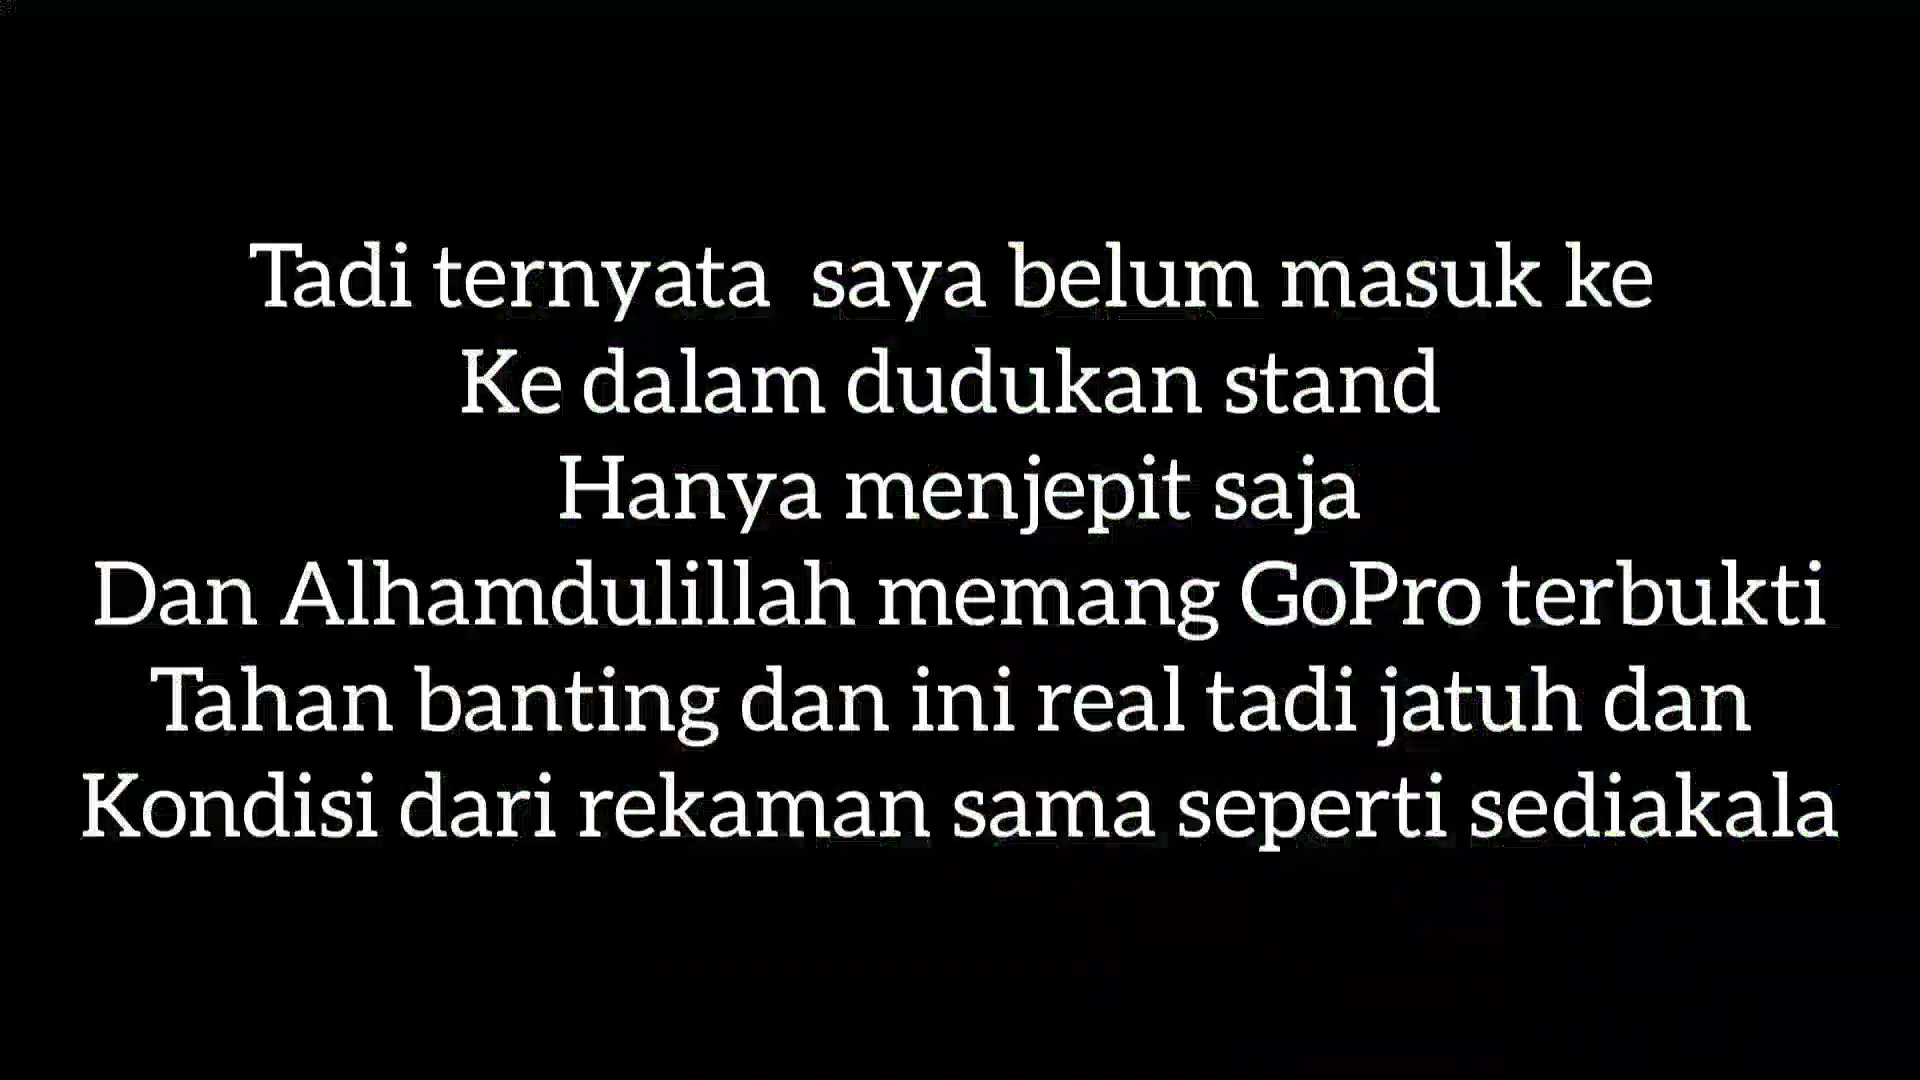 Tadi ternyata  saya belum masuk ke
Ke dalam dudukan stand
Hanya menjepit saja
Dan Alhamdulillah memang GoPro terbukti
Tahan banting dan ini real tadi jatuh dan
Kondisi dari rekaman sama seperti sediakala